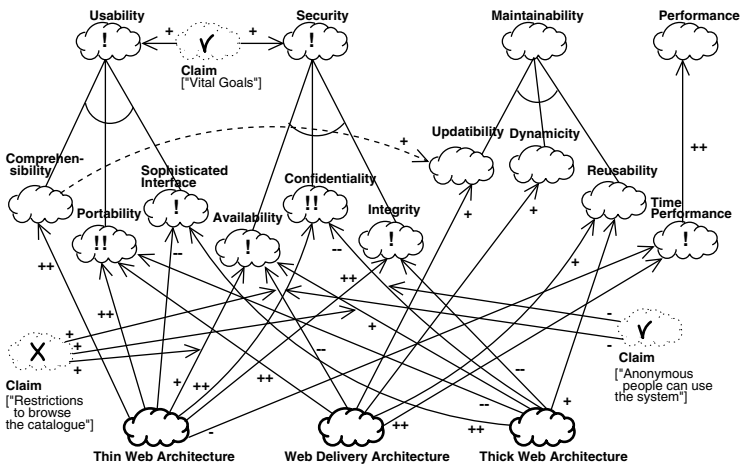 Usability
Security
Maintainability
Performance
!
+
+
!
Claim
["Vital Goals"]
+
++
Comprehen-
sibility
Sophisticated
Interface
Confidentiality
Updatibility
Dynamicity
Reusability
Portability
!
Availability
!!
Integrity
+
+
Time
Performance
!!
!
!
!
++
--
--
++
+
++
+
+
+
+
-
-
Claim
["Restrictions
to browse
the catalogue"]
--
--
+
++
++
--
+
Claim
["Anonymous
people can use
the system"]
-
++
++
Thin Web Architecture
Web Delivery Architecture
Thick Web Architecture